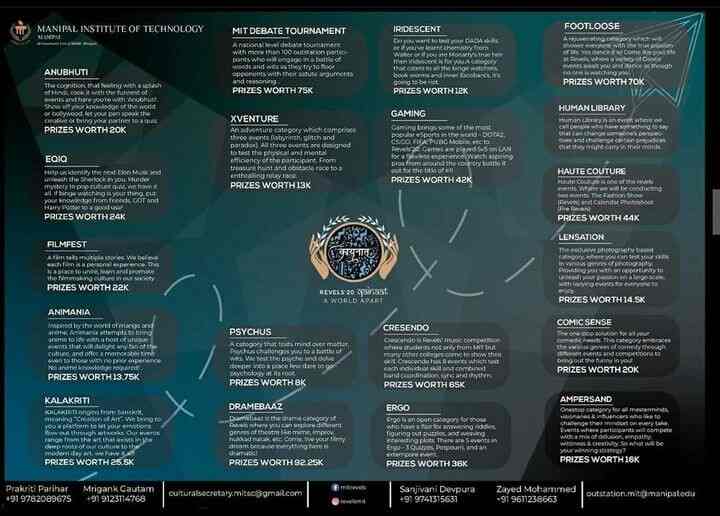 MANIPAL INSTITUTE OF TECHNOLOGY
MANIPAL
ANUBHUTI
The cognition, that feeling with a splash
of Hindi, cook it with the funniest of
events and here you're with 'Anubhuti'.
Show off your knowledge of the world
or bollywood, let your pen speak the
creative or bring your partner to a quiz.
PRIZES WORTH 20K
EQIQ
Help us identify the next Elon Musk and
unleash the Sherlock in you. Murder
mystery to pop culture quiz, we have it
all. If binge watching is your thing, put
your knowledge from friends, GOT and
Harry Potter to a good use!
PRIZES WORTH 24K
FILMFEST
A film tells multiple stories. We believe
each film is a personal experience. This
is a place to unite, learn and promote
the filmmaking culture in our society.
PRIZES WORTH 22K
ANIMANIA
Inspired by the world of manga and
anime, Animania attempts to bring
anime to life with a host of unique
events that will delight any fan of the
culture, and offer a memorable time
even to those with no prior experience.
No anime knowledge required!
PRIZES WORTH 13.75K
KALAKRITI
KALAKRITI origins from Sanskrit,
meaning "Creation of Art". We bring to
you a platform to let your emotions
flow out through artworks. Our events
range from the art that exists in the
deep roots of our culture to the
modern day art, we have it all!
PRIZES WORTH 25.5K
MIT DEBATE TOURNAMENT
A national level debate tournament
with more than 100 outstation partici-
pants who will engage in a battle of
words and wits as they try to floor
opponents with their astute arguments
and reasoning.
PRIZES WORTH 75K
XVENTURE
An adventure category which comprises
three events (labyrinth, glitch and
paradox). All three events are designed
to test the physical and mental
efficiency of the participant. From
treasure hunt and obstacle race to a
enthralling relay race.
PRIZES WORTH 13K
PSYCHUS
A category that tests mind over matter,
Psychus challenges you to a battle of
wits. We test the psyche and delve
deeper into a place few dare to go:
psychology at its root.
PRIZES WORTH 8K
DRAMEBAAZ
Dramebaaz is the drama category of
Revels where you can explore different
genres of theatre like mime, improv,
nukkad natak, etc. Come, live your filmy
dream because everything here is
dramatic!
PRIZES WORTH 92.25K
IRIDESCENT
Do you want to test your DADA skills
or if you've learnt chemistry from
Walter or if you are Moriarty's true heir
then iridescent is for you. A category
that caters to all the binge watchers,
book worms and inner Escobar's, it's
going to be riot.
PRIZES WORTH 12K
GAMING
Gaming brings some of the most
popular eSports in the world - DOTA2,
CS:GO, FIFA, PUBG Mobile, etc to
Revels'20. Games are played 5v5 on LAN
for a flawless experience. Watch aspiring
pros from around the country battle it
out for the title of #1!
PRIZES WORTH 42K
कायनात
REVELS'20 qainaat
A WORLD APART
CRESENDO
Crescendo is Revels' music competition
where students not only from MIT but
many other colleges come to show their
skill. Crescendo has 8 events which test
each individual skill and combined
band coordination, sync and rhythm.
PRIZES WORTH 65K
ERGO
Ergo is an open category for those
who have a flair for answering riddles,
figuring out puzzles, and weaving
interesting plots. There are 5 events in
Ergo - 3 Quizzes, Potpourri, and an
extempore event.
PRIZES WORTH 36K
FOOTLOOSE
A rejuvenating category which will
shower everyone with the true passion
of life. Yes dance it is! Come live your life
at Revels, where a variety of Dance
events await you and dance as though
no one is watching you.
PRIZES WORTH 70K
HUMAN LIBRARY
Human Library is an event where we
call people who have something to say
that can change someone's perspec-
tives and challenge certain prejudices
that they might carry in their minds.
HAUTE COUTURE
Haute Couture is one of the revels
events. Where we will be conducting
two events. The Fashion Show
(Revels) and Calendar Photoshoot
(Pre Revels)
PRIZES WORTH 44K
LENSATION
The exclusive photography based
category, where you can test your skills
in various genres of photography.
Providing you with an opportunity to
unleash your passion on a large scale,
with varying events for everyone to
enjoy.
PRIZES WORTH 14.5K
COMIC SENSE
The one stop solution for all your
comedic needs. This category embraces
the various genres of comedy through
different events and competitions to
bring out the funny in you!
PRIZES WORTH 20K
AMPERSAND
Onestop category for all masterminds,
visionaries & influencers who like to
challenge their mindset on every take.
Events where participants will compete
with a mix of delusion, empathy,
witness & creativity. So what will be
your winning strategy?
PRIZES WORTH 16K
Prakriti Parihar
+91 9782089675
Mrigank Gautam
+91 9123114768
culturalsecretary.mitsc@gmail.com
mitrevels
revelsmit
Sanjivani Devpura
+91 9741315631
Zayed Mohammed
+91 9611238663
outstation.mit@manipal.edu